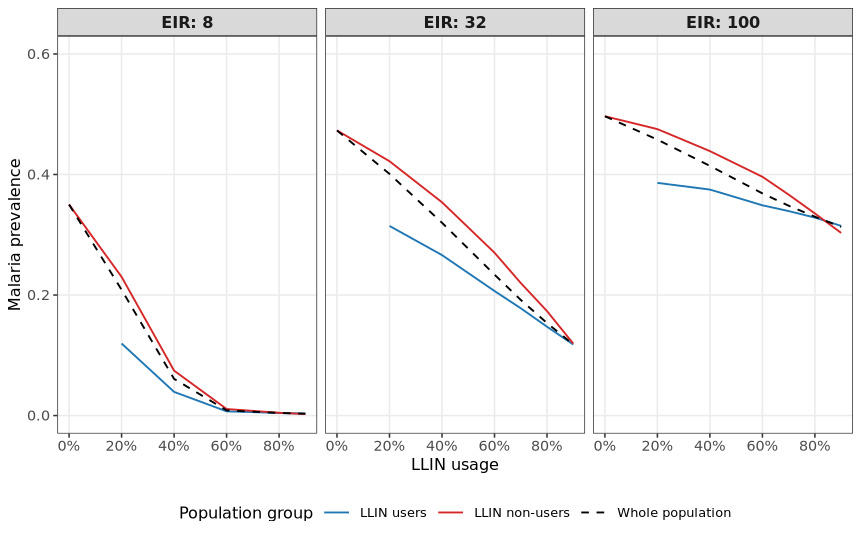 EIR: 8
EIR: 32
EIR: 100
Malaria prevalence
0.6
0.4
0.2
0.0
0% 20% 40% 60% 80%
0% 20% 40% 60% 80%
0% 20% 40% 60% 80%
LLIN usage
Population group LLIN users LLIN non-users Whole population